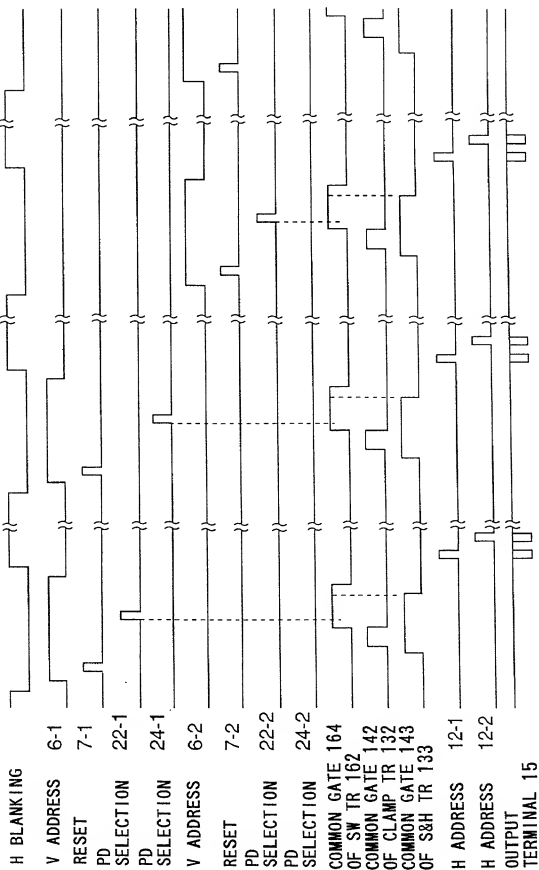 H BLANKING
V ADDRESS 6-1
RESET 7-1
PD
SELECTION 22-1
PD
SELECTION 24-1
V ADDRESS 6-2
RESET 7-2
PD
SELECTION 22-2
PD
SELECTION 24-2
COMMON GATE 164
OF SW TR 162
COMMON GATE 142
OF CLAMP TR 132
COMMON GATE 143
OF S&H TR 133
H ADDRESS 12-1
H ADDRESS 12-2
OUTPUT
TERMINAL 15